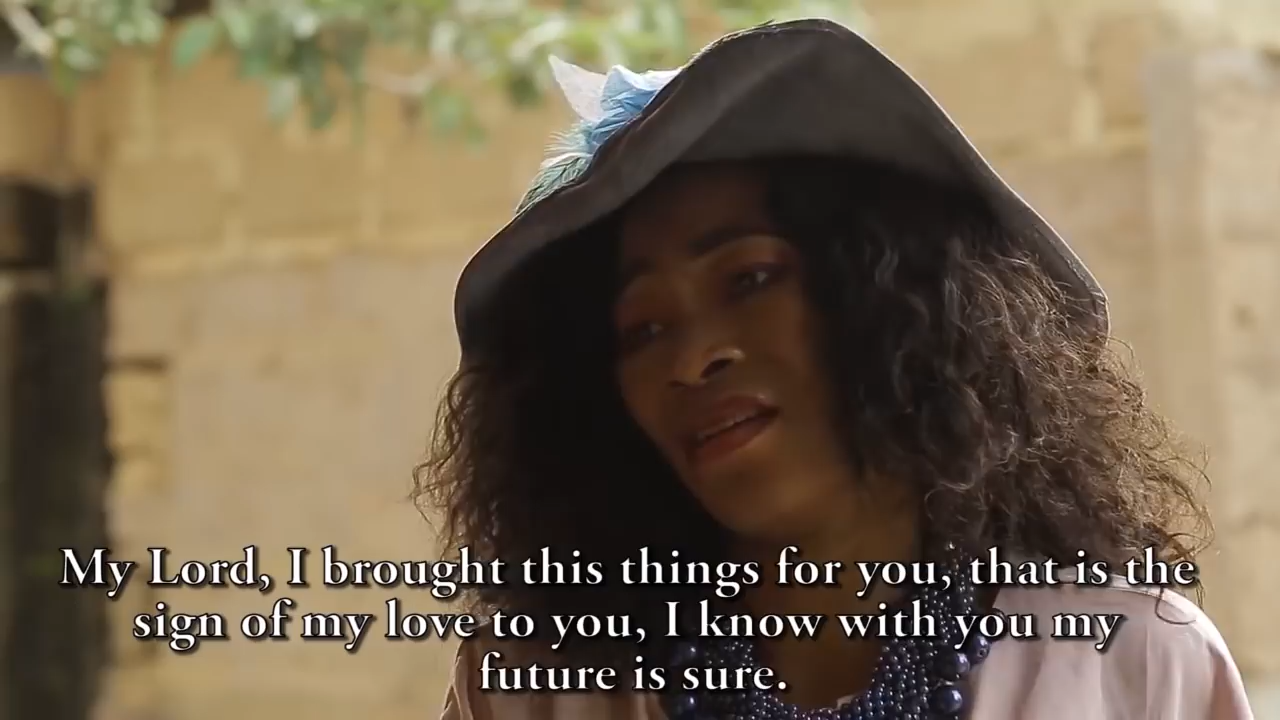 My Lord, I brought this things for you, that is the
sign of my love to you, I know with you my
future is sure.